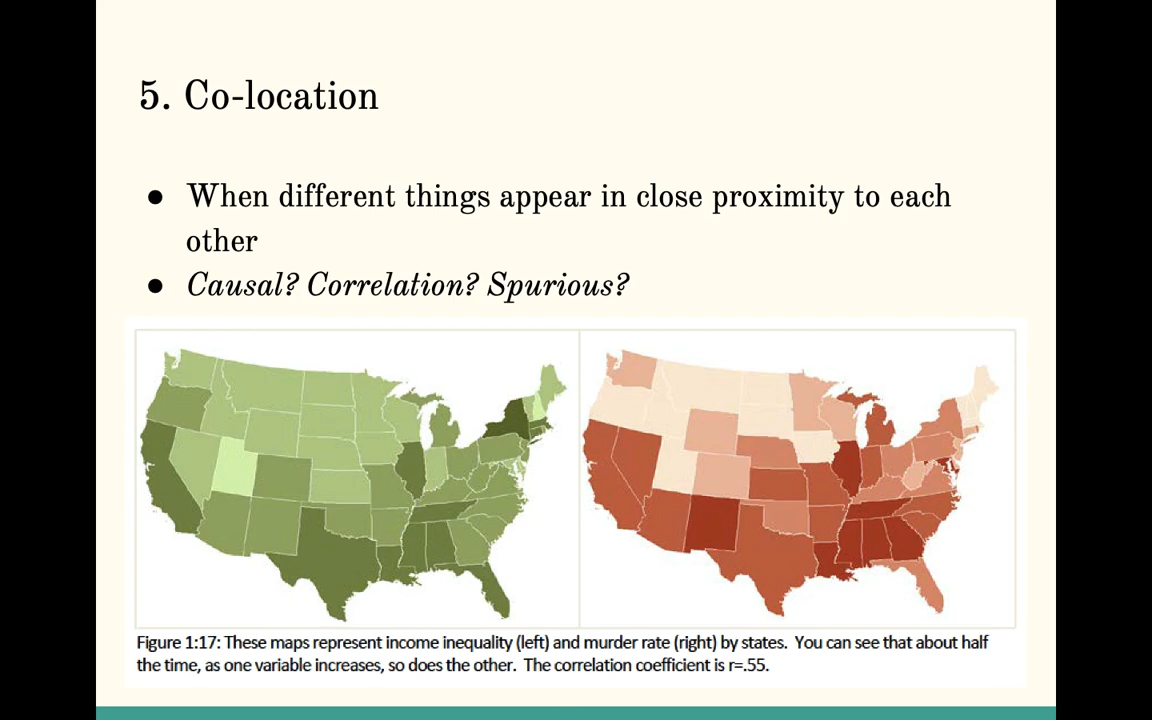 5. Co-location
● When different things appear in close proximity to each
other
● Causal? Correlation? Spurious?
Figure 1:17: These maps represent income inequality (left) and murder rate (right) by states. You can see that about half
the time, as one variable increases, so does the other. The correlation coefficient is r=.55.